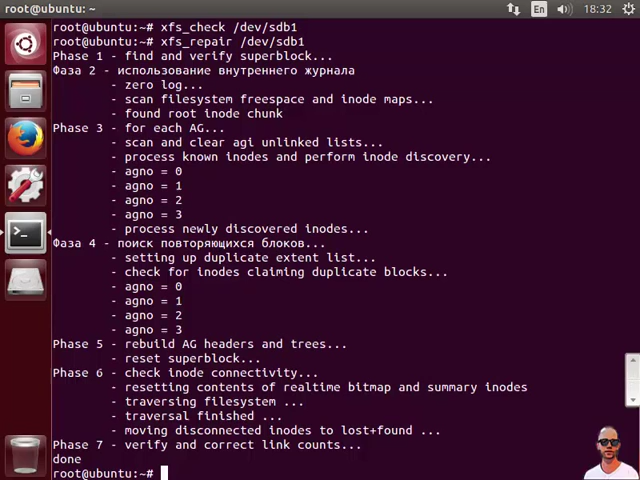 root@ubuntu: ~
En
18:32
root@ubuntu:~# xfs_check /dev/sdb1
root@ubuntu:~# xfs_repair /dev/sdb1
Phase 1 - find and verify superblock...
Фаза 2 - использование внутреннего журнала
        - zero log...
        - scan filesystem freespace and inode maps...
        - found root inode chunk
Phase 3 - for each AG...
        - scan and clear agi unlinked lists...
        - process known inodes and perform inode discovery...
        - agno = 0
        - agno = 1
        - agno = 2
        - agno = 3
        - process newly discovered inodes...
Фаза 4 - поиск повторяющихся блоков...
        - setting up duplicate extent list...
        - check for inodes claiming duplicate blocks...
        - agno = 0
        - agno = 1
        - agno = 2
        - agno = 3
Phase 5 - rebuild AG headers and trees...
        - reset superblock...
Phase 6 - check inode connectivity...
        - resetting contents of realtime bitmap and summary inodes
        - traversing filesystem ...
        - traversal finished ...
        - moving disconnected inodes to lost+found ...
Phase 7 - verify and correct link counts...
done
root@ubuntu:~#